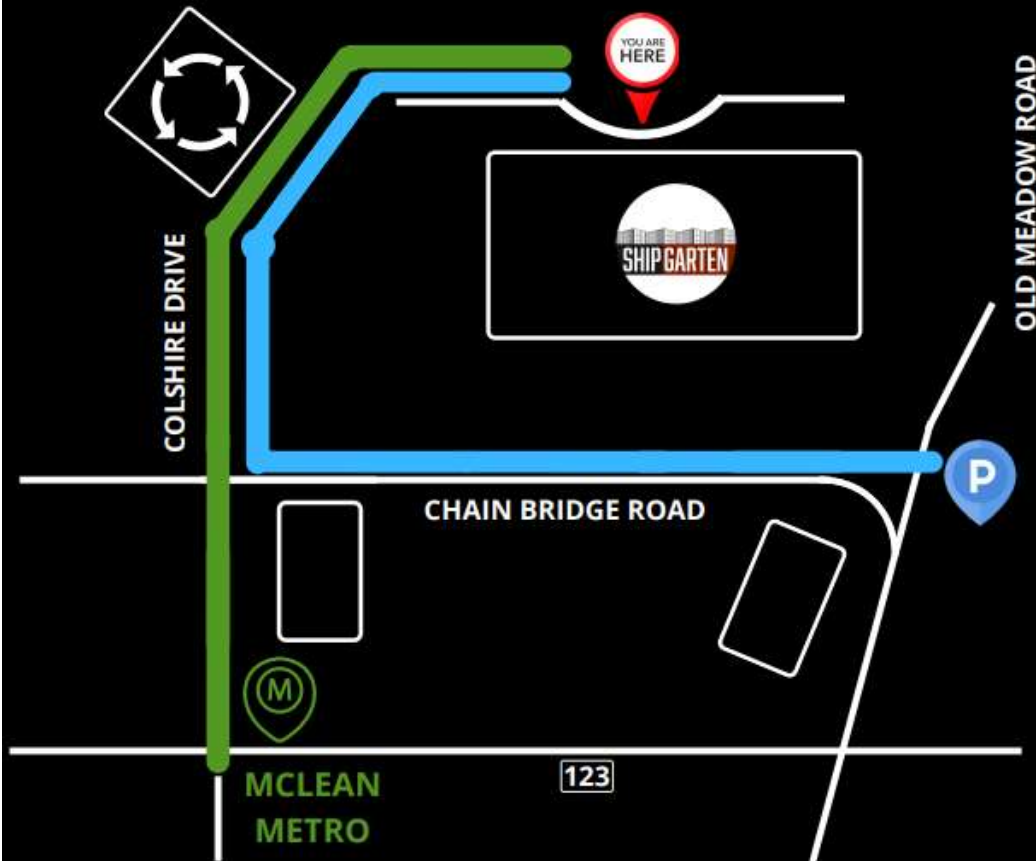 YOU ARE
HERE
OLD MEADOW ROAD
SHIPGARTEN
COLSHIRE DRIVE
P
CHAIN BRIDGE ROAD
M
123
MCLEAN
METRO